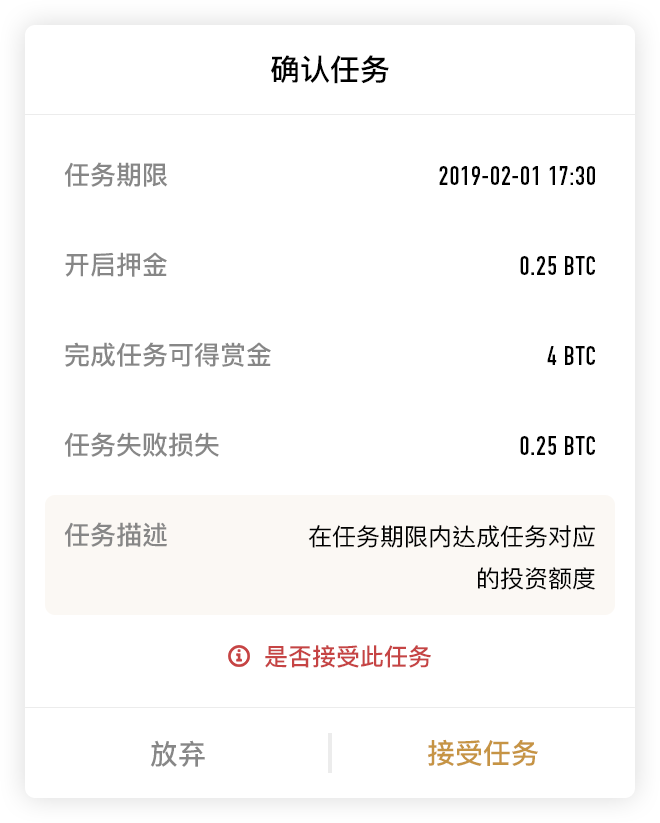 确认任务
任务期限 2019-02-01 17:30
开启押金 0.25 BTC
完成任务可得赏金 4 BTC
任务失败损失 0.25 BTC
任务描述 在任务期限内达成任务对应
的投资额度
是否接受此任务
放弃 接受任务